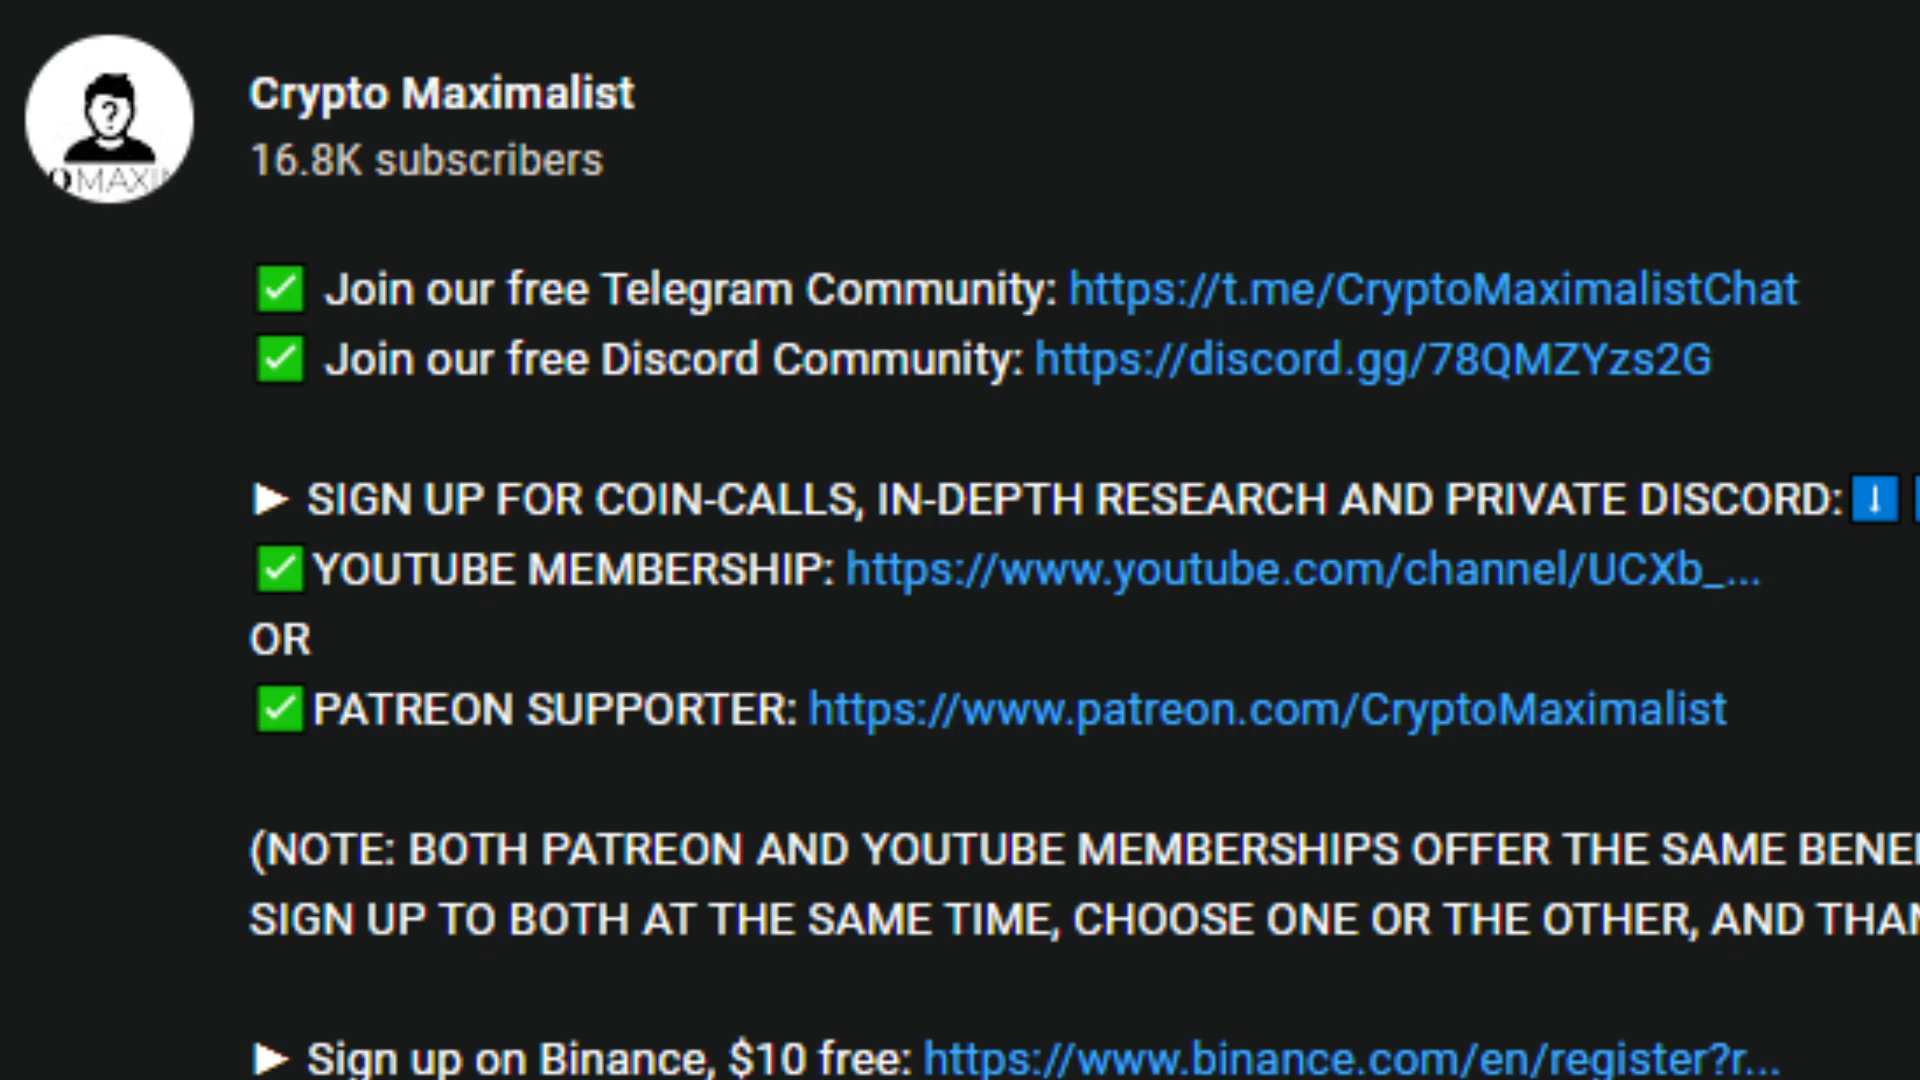 Crypto Maximalist
16.8K subscribers
MAXI
✅ Join our free Telegram Community: https://t.me/CryptoMaximalistChat
✅ Join our free Discord Community: https://discord.gg/78QMZYzs2G
► SIGN UP FOR COIN-CALLS, IN-DEPTH RESEARCH AND PRIVATE DISCORD: ⬇
✅ YOUTUBE MEMBERSHIP: https://www.youtube.com/channel/UCXb_...
OR
✅ PATREON SUPPORTER: https://www.patreon.com/CryptoMaximalist
(NOTE: BOTH PATREON AND YOUTUBE MEMBERSHIPS OFFER THE SAME
SIGN UP TO BOTH AT THE SAME TIME, CHOOSE ONE OR THE OTHER, AND
► Sign up on Binance, $10 free: https://www.binance.com/en/register?r...